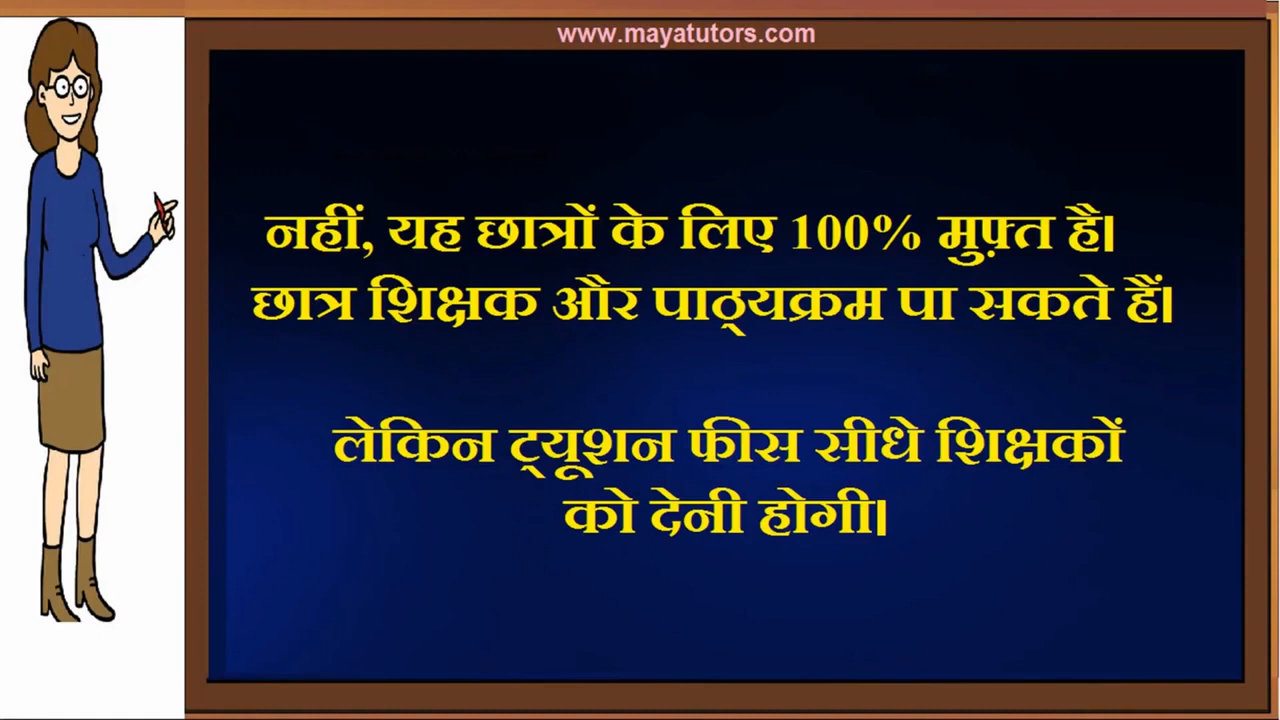 www.mayatutors.com
नहीं, यह छात्रों के लिए 100% मुफ़्त है।
छात्र शिक्षक और पाठ्यक्रम पा सकते हैं।
लेकिन ट्यूशन फीस सीधे शिक्षकों
को देनी होगी।